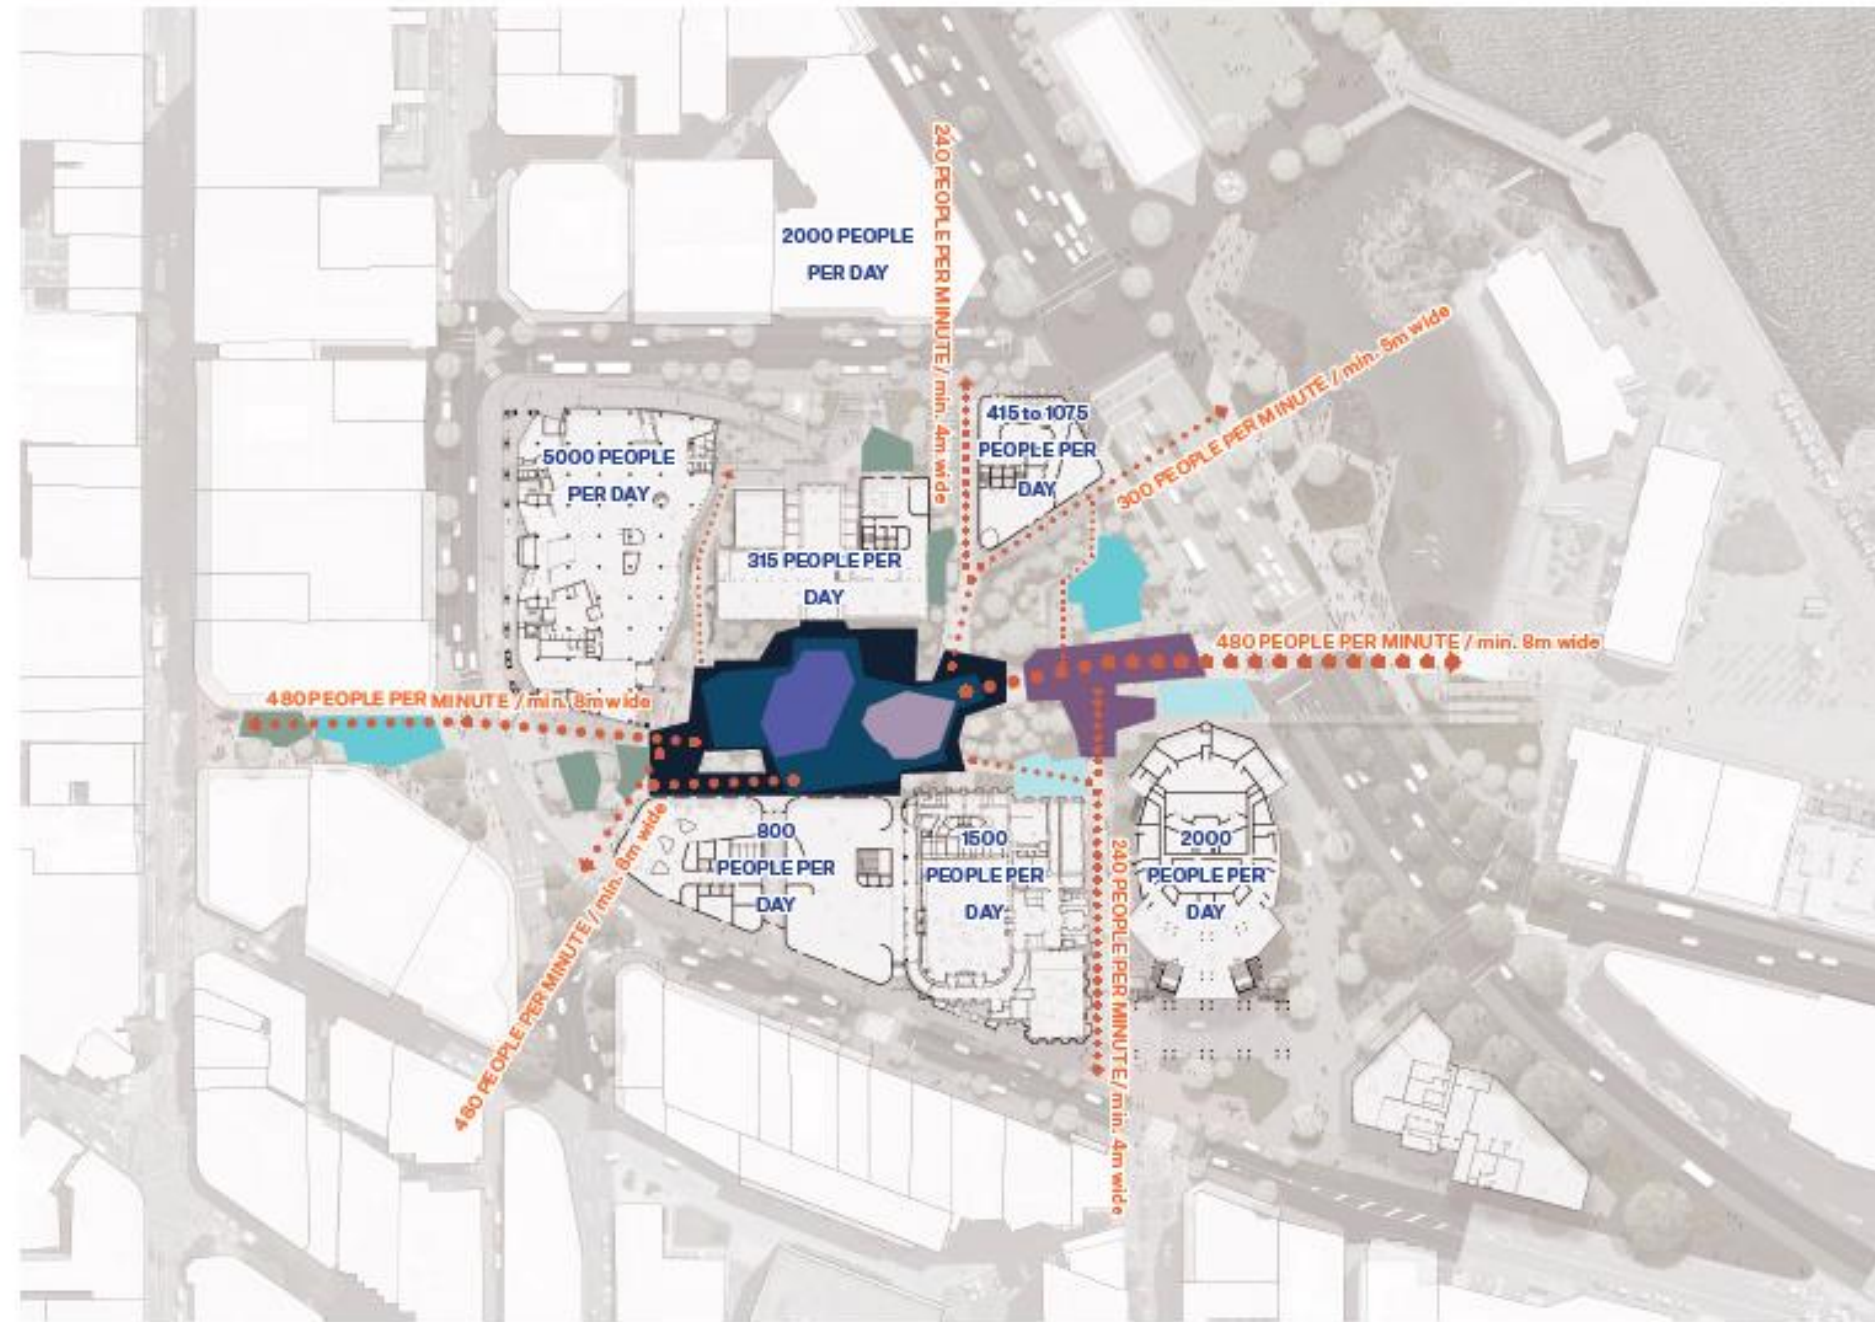 240 PEOPLE PER MINUTE / min. 4m wide
2000 PEOPLE
PER DAY
300 PEOPLE PER MINUTE / min. 5m wide
415 to 1075
PEOPLE PER
DAY
5000 PEOPLE
PER DAY
315 PEOPLE PER
DAY
480 PEOPLE PER MINUTE / min. 8m wide
480 PEOPLE PER MINUTE / min. 8m wide
800
PEOPLE PER
DAY
1500
PEOPLE PER
DAY
2000
PEOPLE PER
DAY
480 PEOPLE PER MINUTE / min. 8m wide
240 PEOPLE PER MINUTE / min. 4m wide